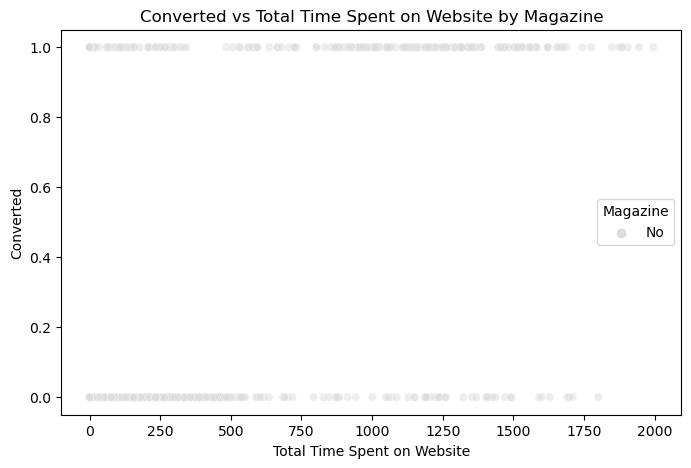 Converted vs Total Time Spent on Website by Magazine
1.0
0.8
0.6
0.4
0.2
0.0
Converted
Magazine
No
0 250 500 750 1000 1250 1500 1750 2000
Total Time Spent on Website